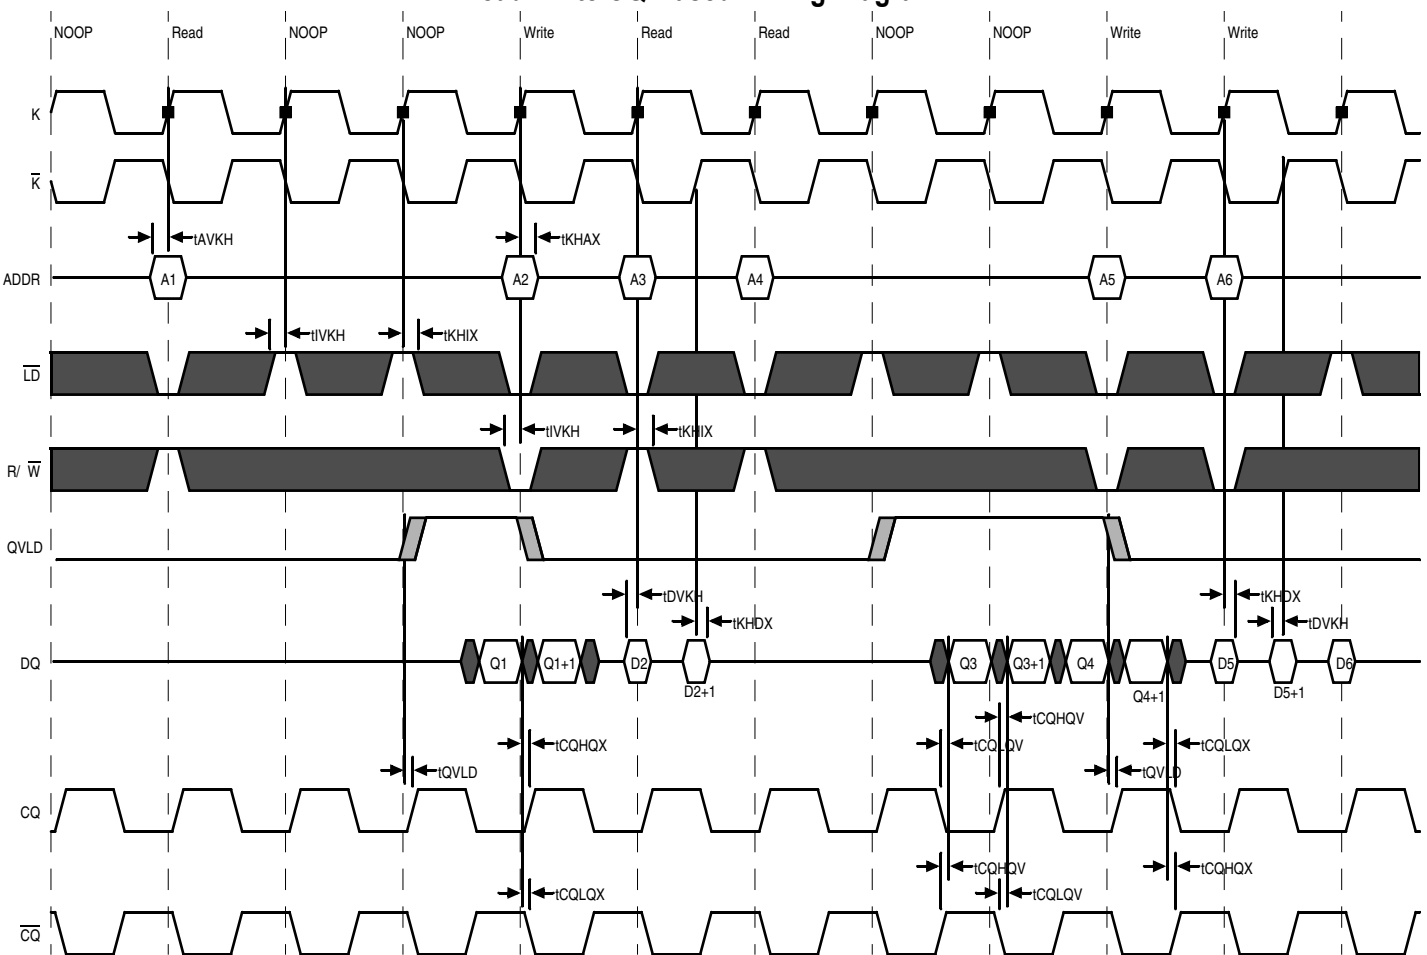 NOOP Read NOOP NOOP Write Read Read NOOP NOOP Write Write
K
K
tAVKH tKHAX
ADDR A1 A2 A3 A4 A5 A6
tIVKH tKHIX
LD
tIVKH tKHIX
R/ W
QVLD
tDVKH tKHDX
tKHDX tDVKH
DQ Q1 Q1+1 D2 Q3 Q3+1 Q4 D5 D6
D2+1 Q4+1 D5+1
tCQHQV
tCQHQX tCQLQV tCQLQX
tQVLD tQVLD
CQ
tCQHQV tCQHQX
tCQLQX tCQLQV
CQ